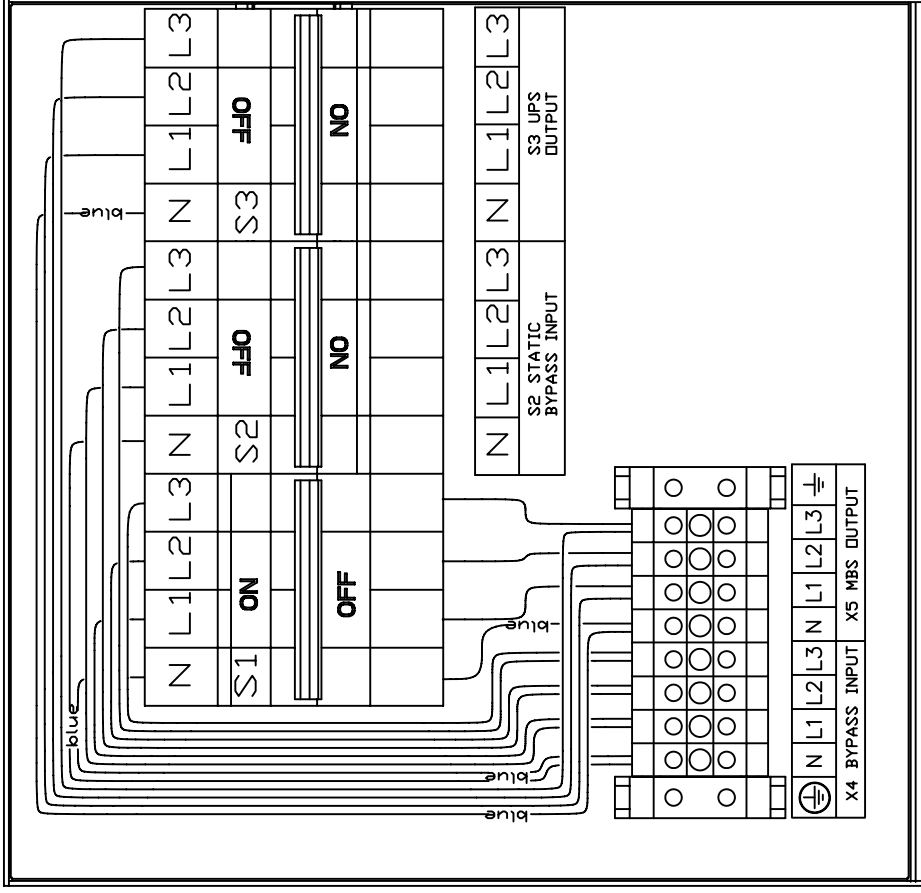 blue
blue
N L1 L2 L3 N L1 L2 L3 N L1 L2 L3
S1 ON S2 OFF S3 OFF
OFF ON ON
N L1 L2 L3 N L1 L2 L3
S2 STATIC
BYPASS INPUT
S3 UPS
OUTPUT
blue
blue
blue
N L1 L2 L3 N L1 L2 L3
X4 BYPASS INPUT X5 MBS OUTPUT